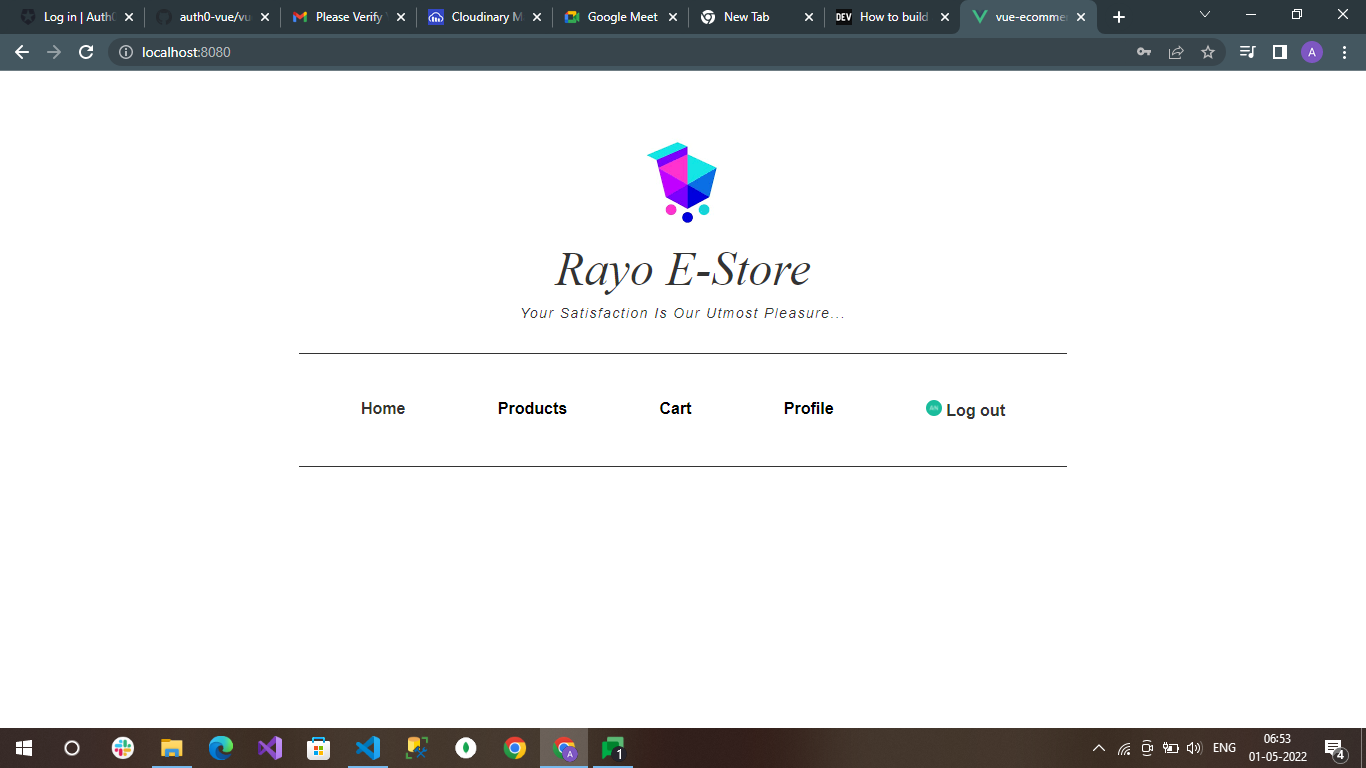 Log in | Auth0
auth0-vue/vu
Please Verify
Cloudinary M
Google Meet
New Tab
DEV
How to build
vue-ecomme
localhost:8080
A
Rayo E-Store
Your Satisfaction Is Our Utmost Pleasure...
Home
Products
Cart
Profile
Log out
A
1
ENG
06:53
01-05-2022
4